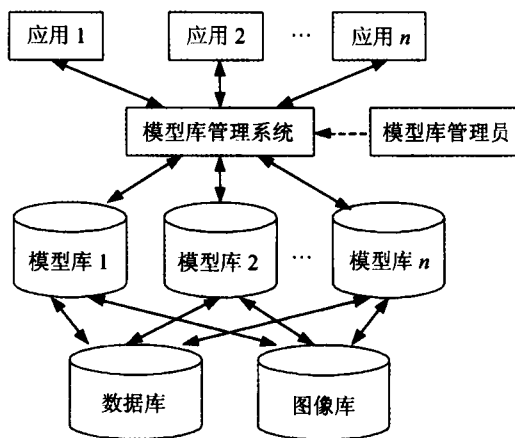 应用 1
应用 2
…
应用 n
模型库管理系统
模型库管理员
模型库 1
模型库 2
…
模型库 n
数据库
图像库